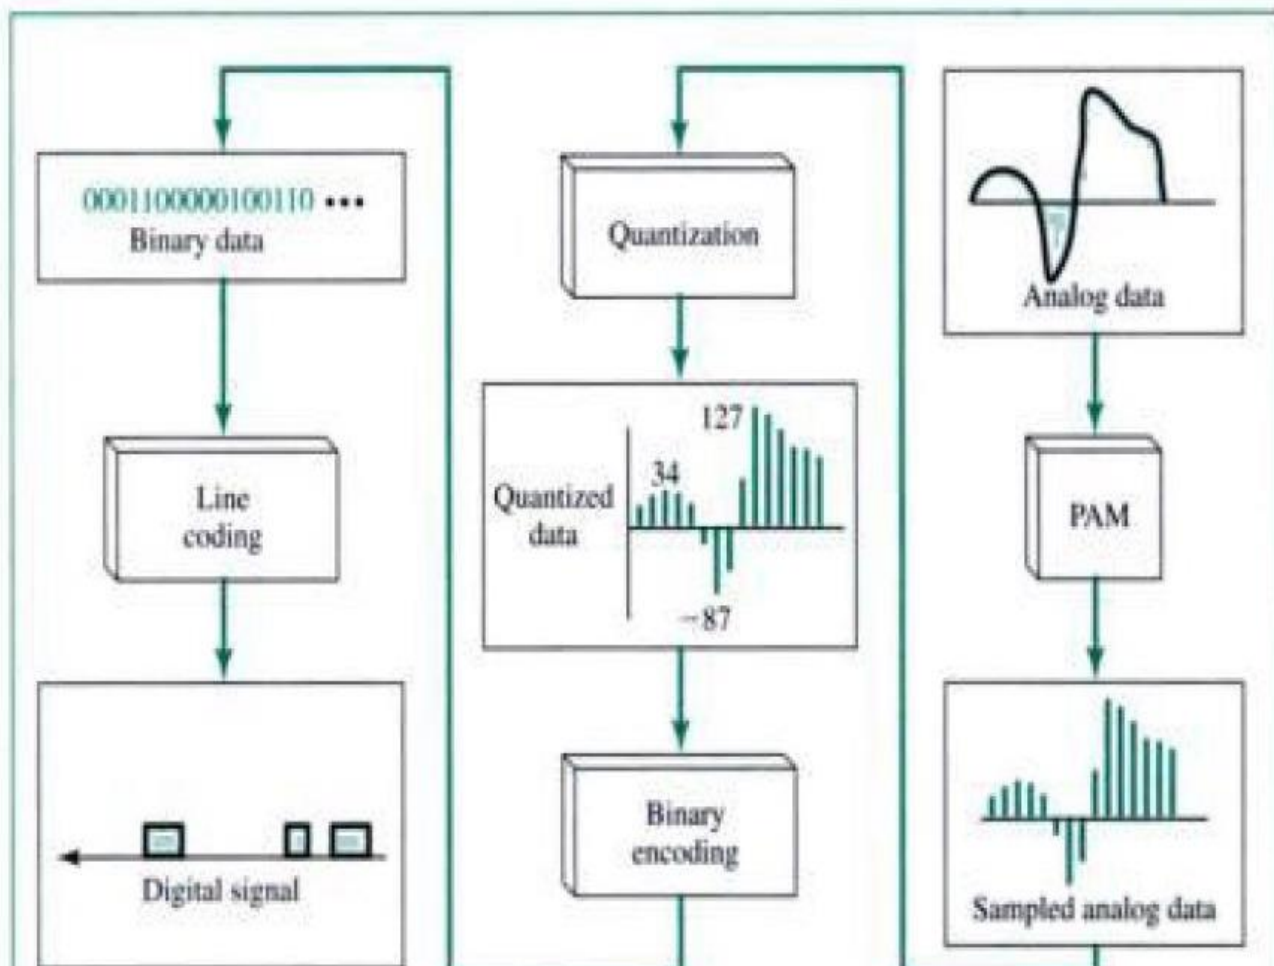 0001100000100110 •••
Binary data
Line
coding
Digital signal
Quantization
127
34
Quantized
data
−87
Binary
encoding
Analog data
PAM
Sampled analog data